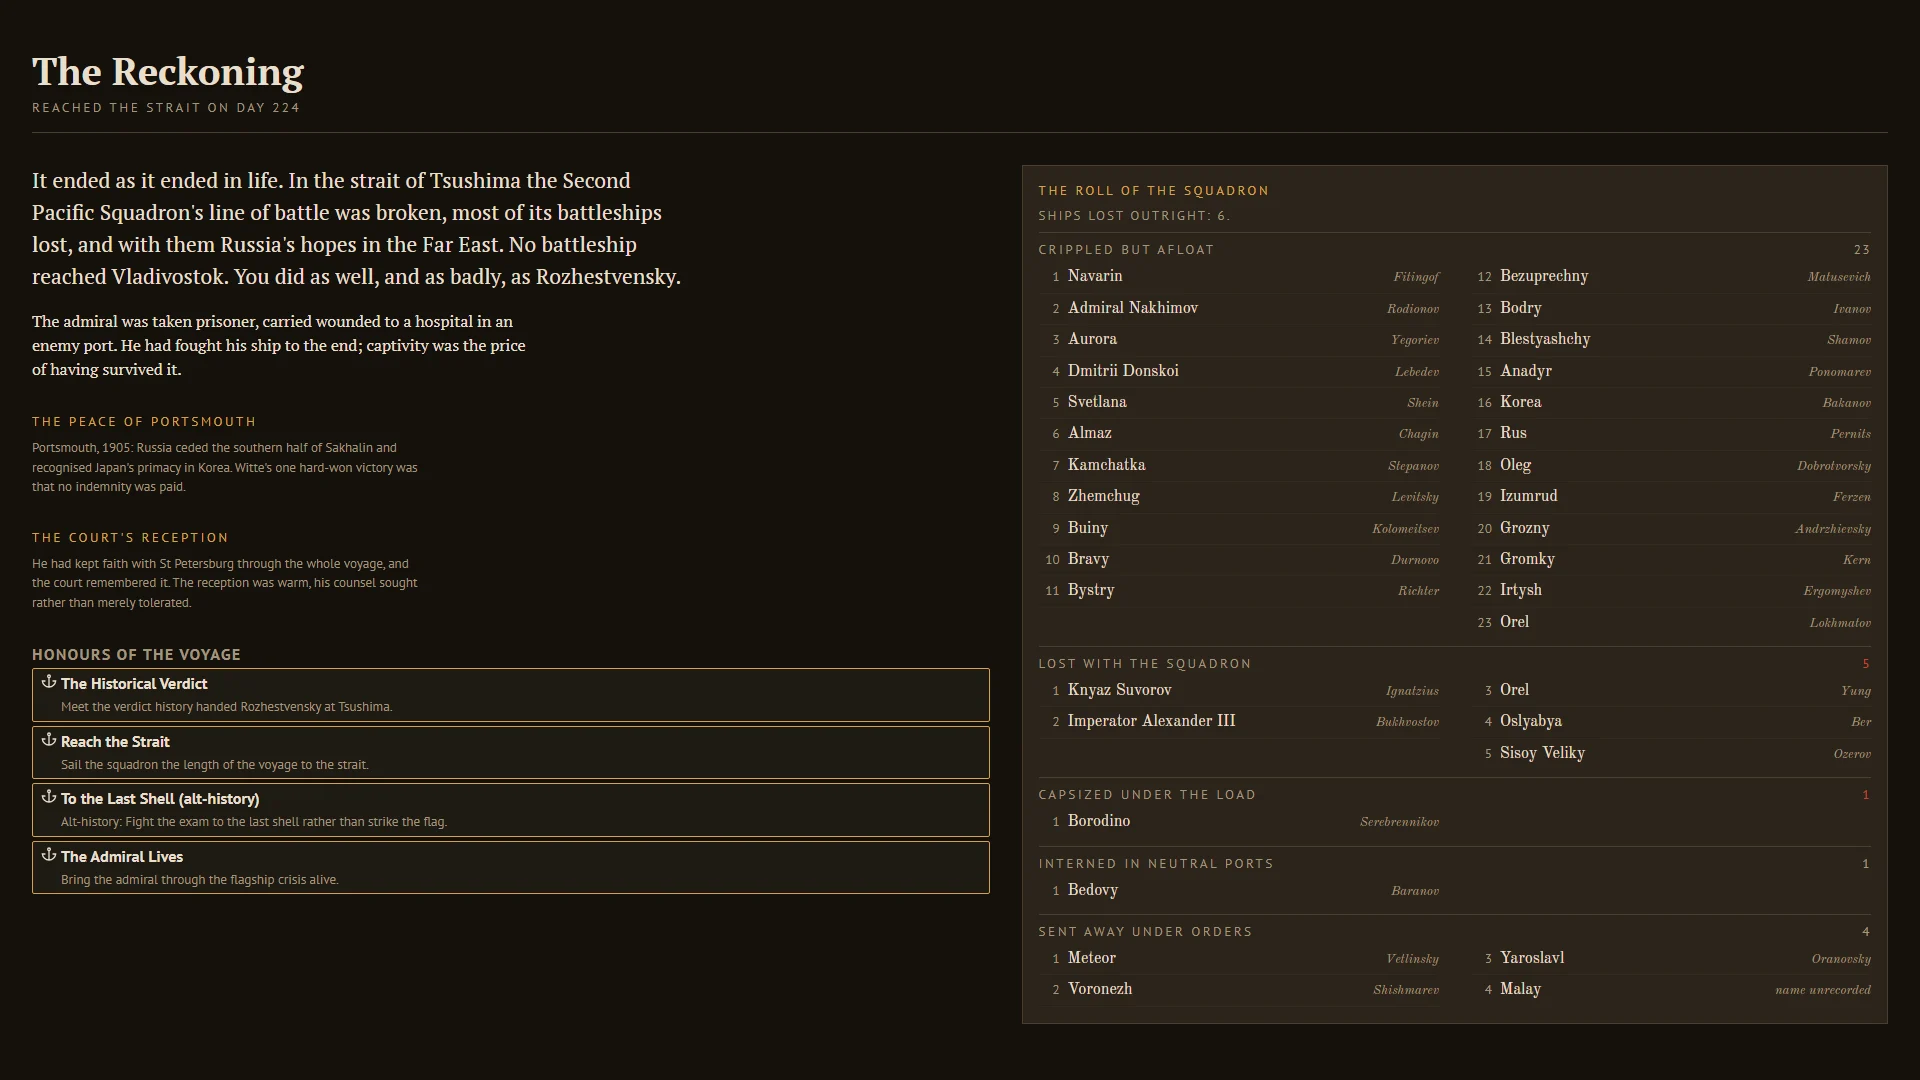 The Reckoning
REACHED THE STRAIT ON DAY 224
It ended as it ended in life. In the strait of Tsushima the Second
Pacific Squadron's line of battle was broken, most of its battleships
lost, and with them Russia's hopes in the Far East. No battleship
reached Vladivostok. You did as well, and as badly, as Rozhestvensky.
The admiral was taken prisoner, carried wounded to a hospital in an
enemy port. He had fought his ship to the end; captivity was the price
of having survived it.
THE PEACE OF PORTSMOUTH
Portsmouth, 1905: Russia ceded the southern half of Sakhalin and
recognised Japan's primacy in Korea. Witte's one hard-won victory was
that no indemnity was paid.
THE COURT'S RECEPTION
He had kept faith with St Petersburg through the whole voyage, and
the court remembered it. The reception was warm, his counsel sought
rather than merely tolerated.
HONOURS OF THE VOYAGE
The Historical Verdict
Meet the verdict history handed Rozhestvensky at Tsushima.
Reach the Strait
Sail the squadron the length of the voyage to the strait.
To the Last Shell (alt-history)
Alt-history: Fight the exam to the last shell rather than strike the flag.
The Admiral Lives
Bring the admiral through the flagship crisis alive.
THE ROLL OF THE SQUADRON
SHIPS LOST OUTRIGHT: 6.
CRIPPLED BUT AFLOAT 23
1 Navarin Fitingof
2 Admiral Nakhimov Rodionov
3 Aurora Yegoriev
4 Dmitrii Donskoi Lebedev
5 Svetlana Shein
6 Almaz Chagin
7 Kamchatka Stepanov
8 Zhemchug Levitsky
9 Buiny Kolomeitsev
10 Bravy Durnovo
11 Bystry Richter
12 Bezuprechny Matusevich
13 Bodry Ivanov
14 Blestyashchy Shamov
15 Anadyr Ponomarev
16 Korea Bakanov
17 Rus Pernits
18 Oleg Dobrotvorsky
19 Izumrud Ferzen
20 Grozny Andrzhievsky
21 Gromky Kern
22 Irtysh Ergomyshev
23 Orel Lokhmatov
LOST WITH THE SQUADRON 5
1 Knyaz Suvorov Ignatzius
2 Imperator Alexander III Bukhvostov
3 Orel Yung
4 Oslyabya Ber
5 Sisoy Veliky Ozerov
CAPSIZED UNDER THE LOAD 1
1 Borodino Serebrennikov
INTERNED IN NEUTRAL PORTS 1
1 Bedovy Baranov
SENT AWAY UNDER ORDERS 4
1 Meteor Vetlinsky
2 Voronezh Shishmarev
3 Yaroslavl Oranovsky
4 Malay name unrecorded